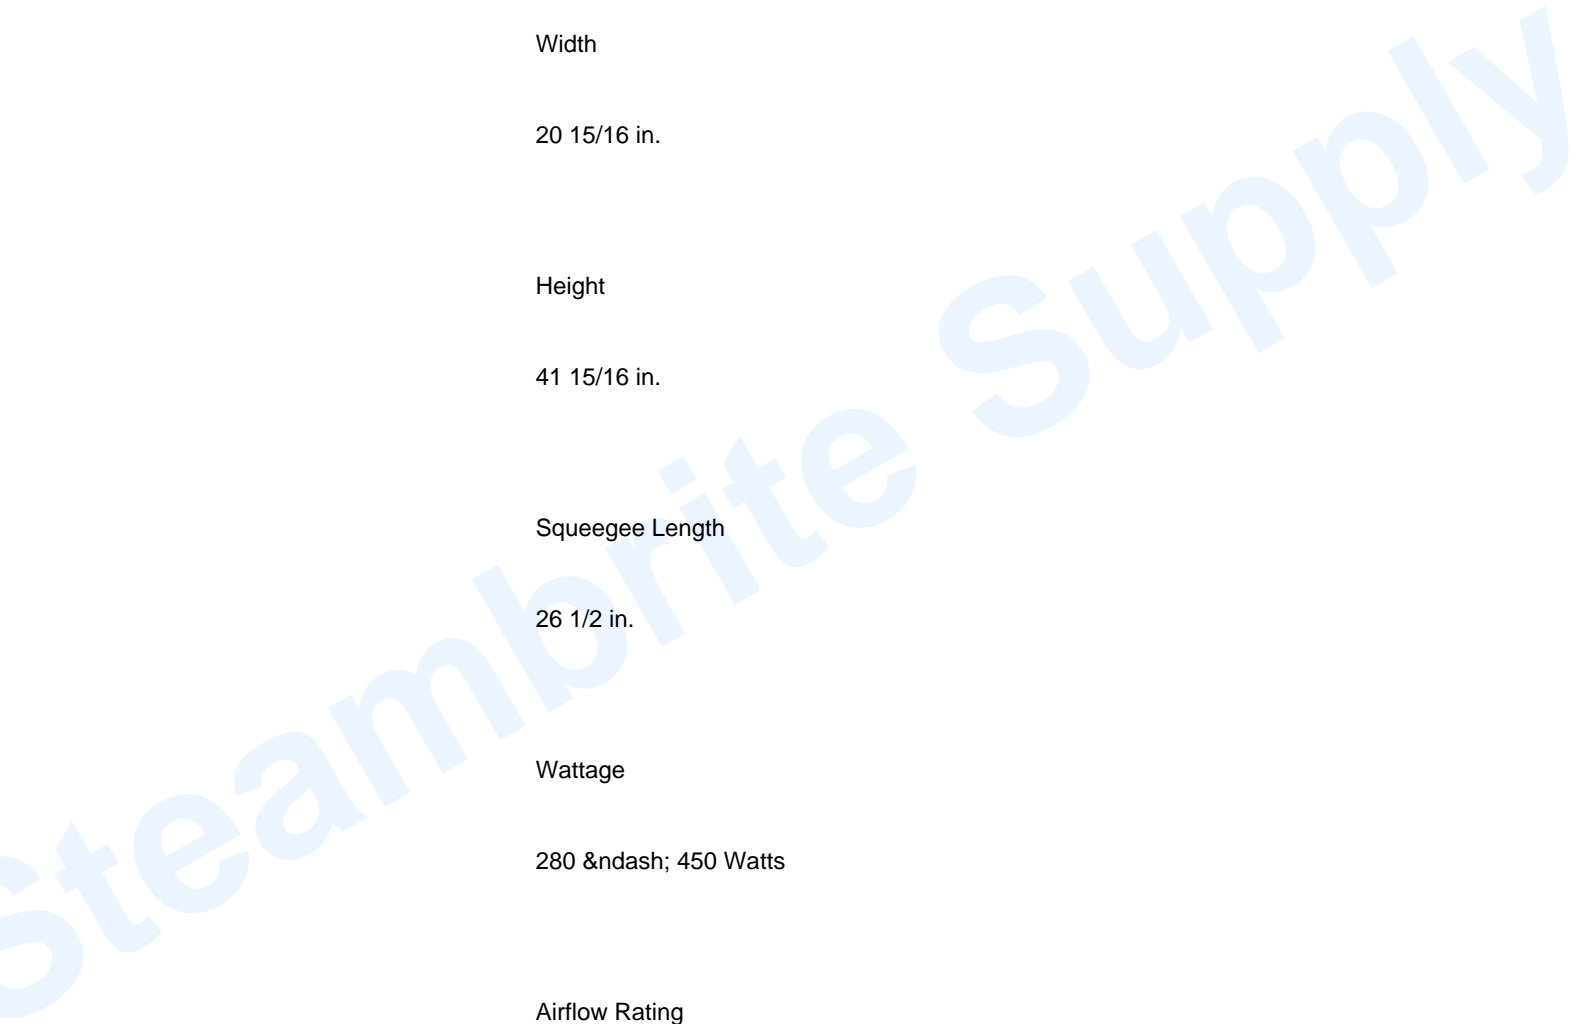 Width
20 15/16 in.
Height
41 15/16 in.
Squeegee Length
26 1/2 in.
Wattage
280 &ndash; 450 Watts
Airflow Rating
Steambrite Supply